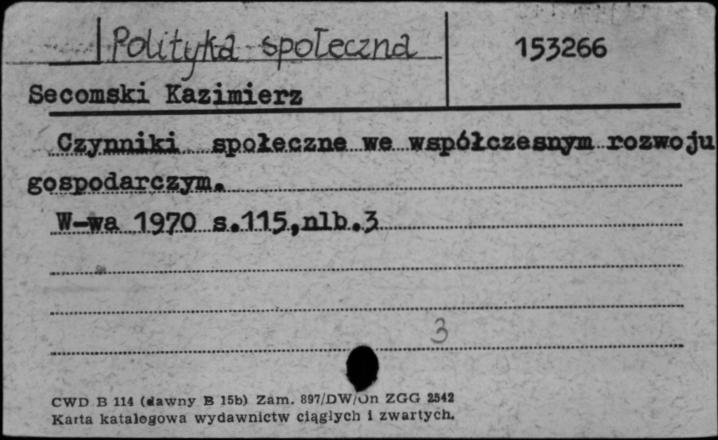 Polityka społeczna
153266
Secomski Kazimierz
Czynniki społeczne we współczesnym rozwoju
gospodarczym.
W-wa 1970 s.115,nlb.3
3
CWD B 114 (dawny B 15b) Zam. 897/DW/Un ZGG 2542
Karta katalogowa wydawnictw ciągłych i zwartych.